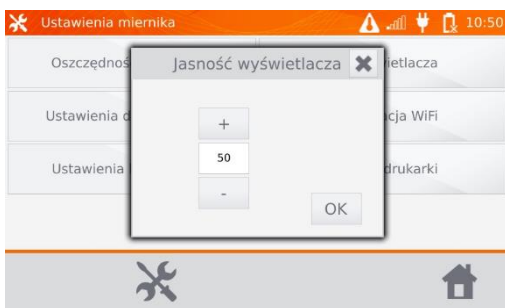 Ustawienia miernika 10:50
Jasność wyświetlacza
Oszczędnoś
Ustawienia
Ustawienia
ietlacza
cja WiFi
drukarki
+
50
-
OK